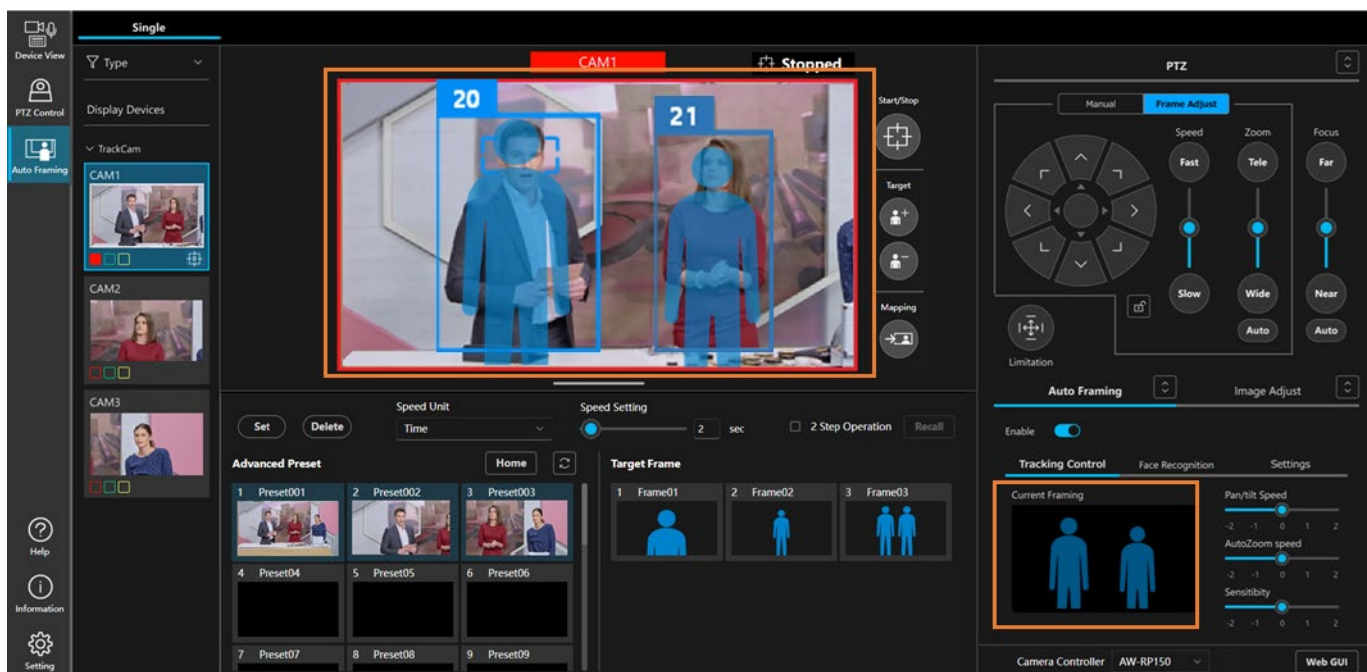 Single
Device View
PTZ Control
Auto Framing
Help
Information
Setting
Type
Display Devices
TrackCam
CAM1
CAM2
CAM3
CAM1
Stopped
20
21
Start/Stop
Target
Mapping
Set
Delete
Speed Unit
Time
Speed Setting
2 sec
2 Step Operation
Recall
Advanced Preset
Home
1 Preset001
2 Preset002
3 Preset003
4 Preset04
5 Preset05
6 Preset06
7 Preset07
8 Preset08
9 Preset09
Target Frame
1 Frame01
2 Frame02
3 Frame03
PTZ
Manual
Frame Adjust
Speed
Zoom
Focus
Fast
Tele
Far
Slow
Wide
Near
Auto
Auto
Limitation
Auto Framing
Image Adjust
Enable
Tracking Control
Face Recognition
Settings
Current Framing
Pan/tilt Speed
-2 -1 0 1 2
AutoZoom speed
-2 -1 0 1 2
Sensitibity
-2 -1 0 1 2
Camera Controller
AW-RP150
Web GUI